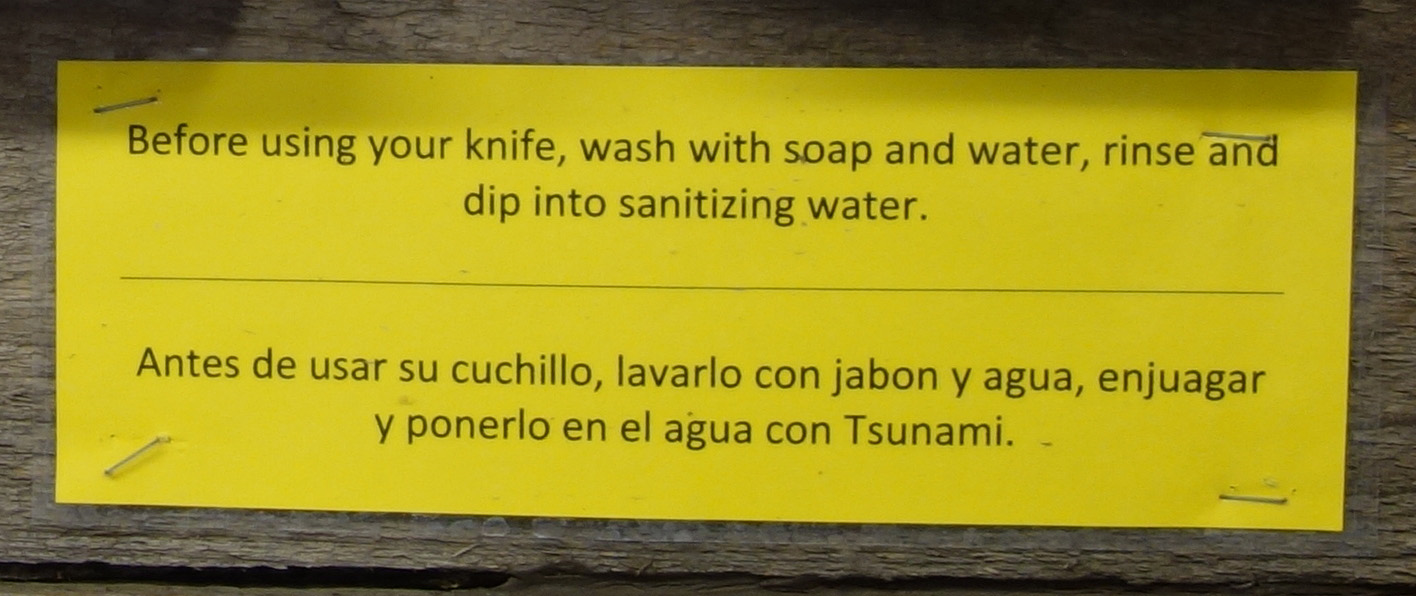 Before using your knife, wash with soap and water, rinse and
dip into sanitizing water.
Antes de usar su cuchillo, lavarlo con jabon y agua, enjuagar
y ponerlo en el agua con Tsunami.